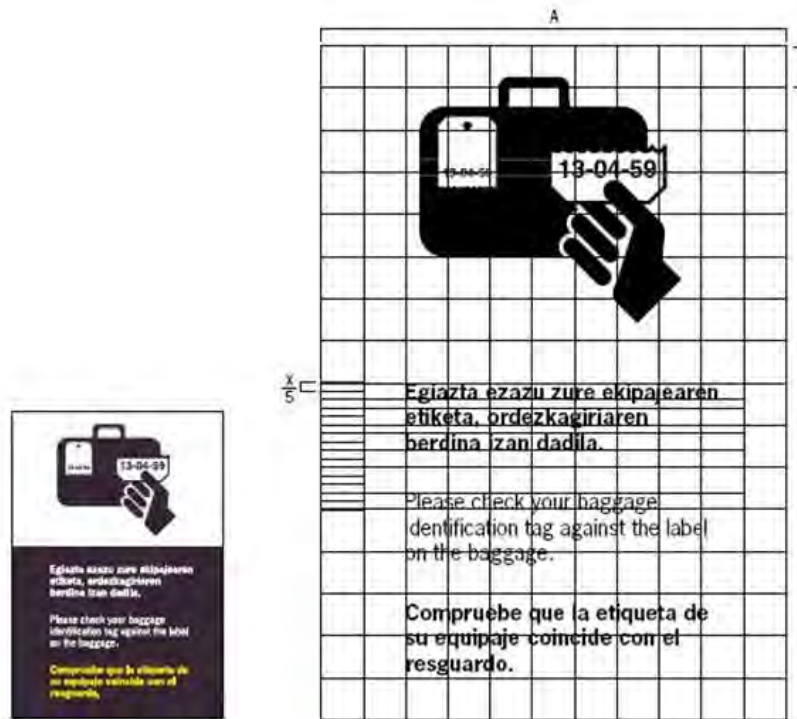 A
13-04-59
13-04-59
X
5
Egiazta ezazu zure ekipajearen
etiketa, ordezkagiriaren
berdina izan dadila.
Please check your baggage
identification tag against the label
on the baggage.
Compruebe que la etiqueta de
su equipaje coincide con el
resguardo.
13-04-59
Egiazta ezazu zure ekipajearen
etiketa, ordezkagiriaren
berdina izan dadila.
Please check your baggage
identification tag against the label
on the baggage.
Compruebe que la etiqueta de
su equipaje coincide con el
resguardo.